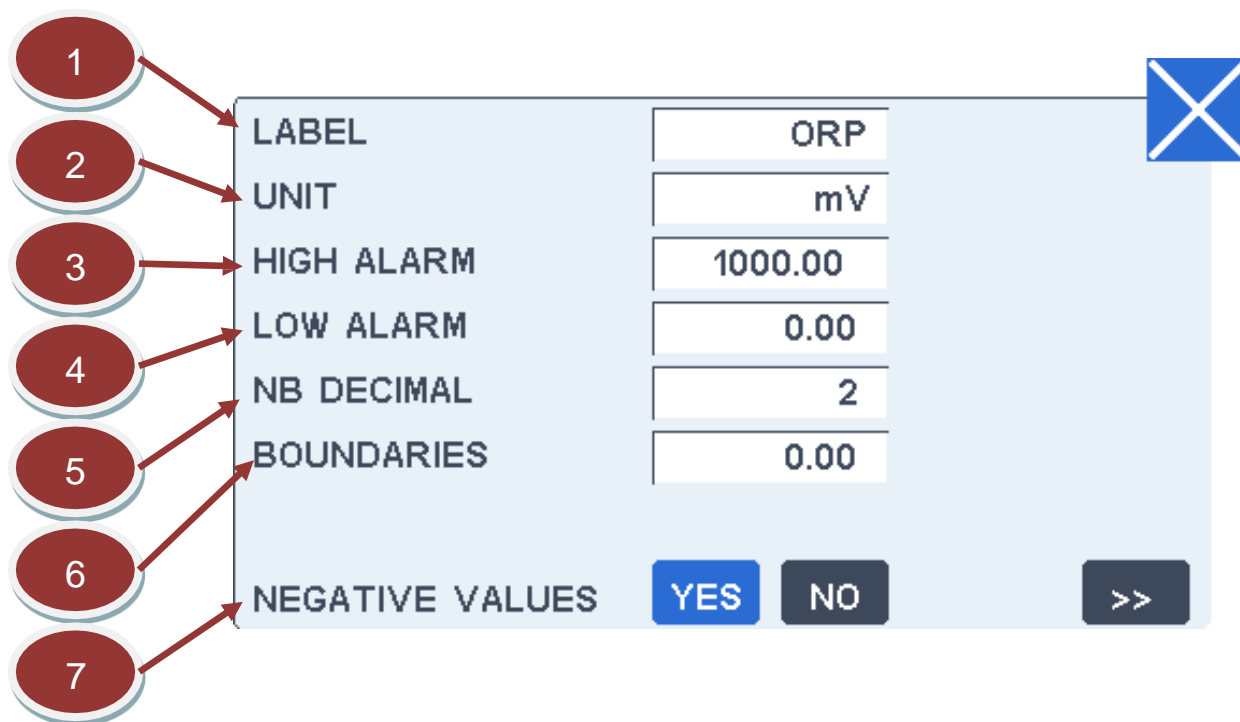 1
LABEL ORP
2
UNIT mV
3
HIGH ALARM 1000.00
4
LOW ALARM 0.00
5
NB DECIMAL 2
6
BOUNDARIES 0.00
7
NEGATIVE VALUES YES NO >>